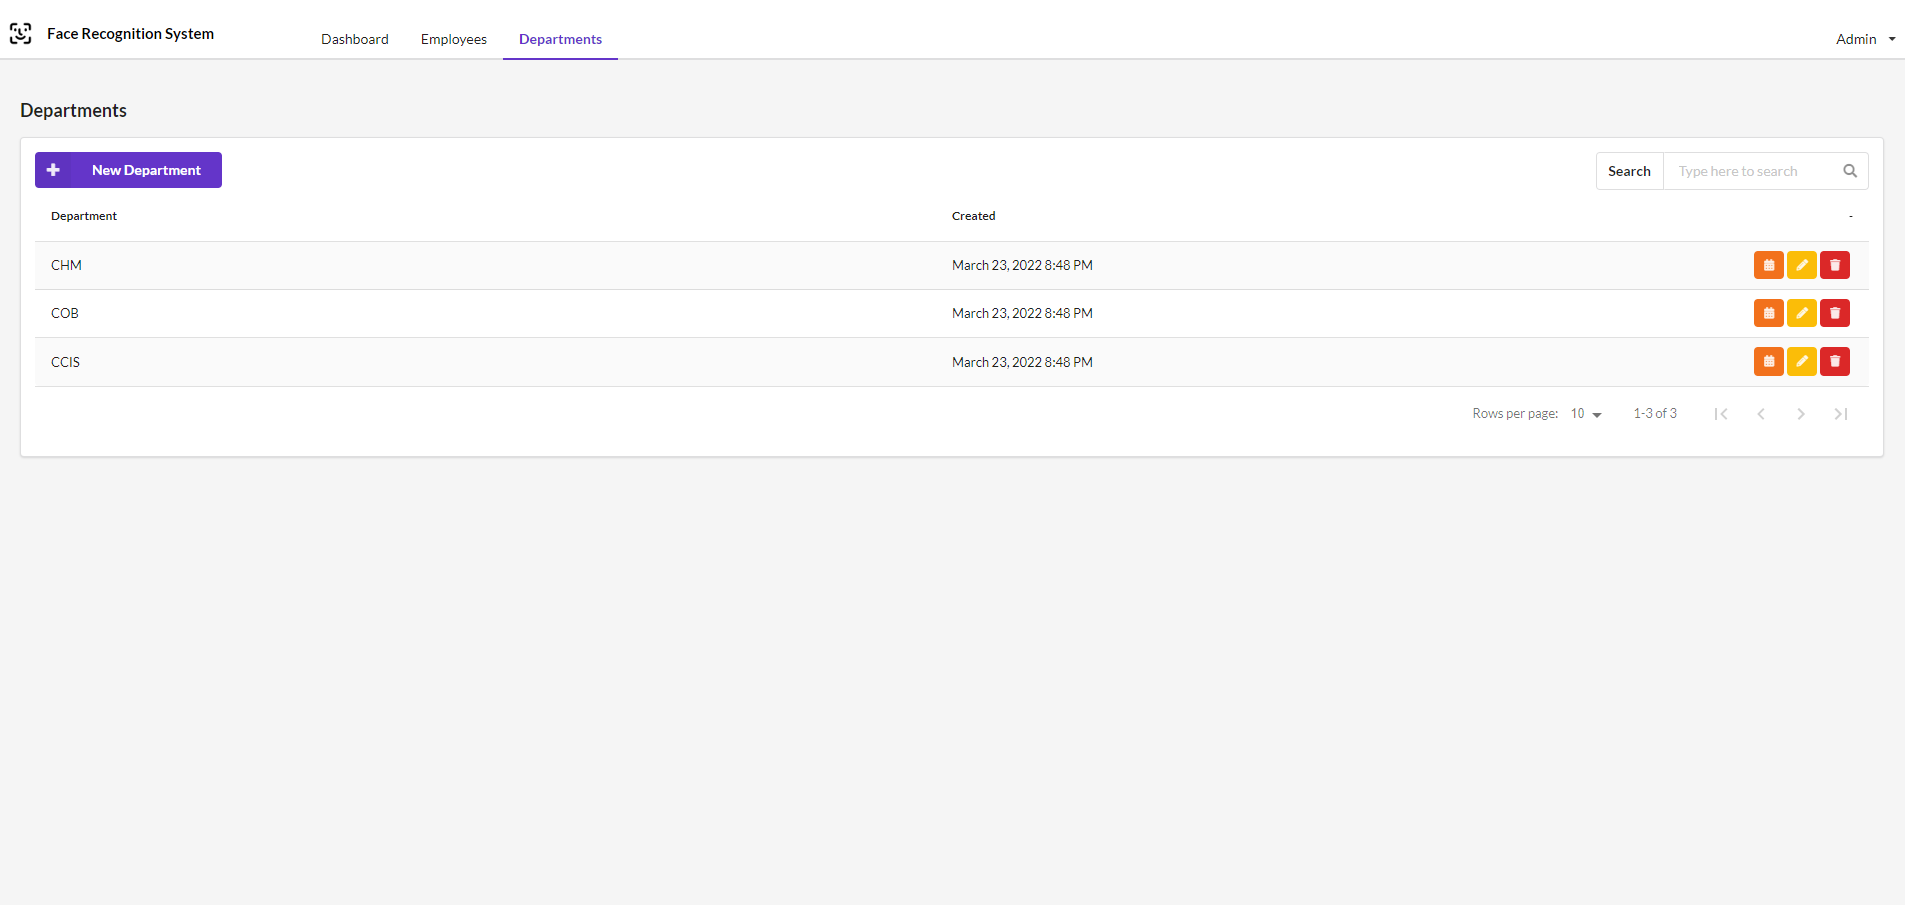 Face Recognition System
Dashboard Employees Departments
Admin
Departments
New Department
Search Type here to search
Department Created -
CHM March 23, 2022 8:48 PM
COB March 23, 2022 8:48 PM
CCIS March 23, 2022 8:48 PM
Rows per page: 10 1-3 of 3